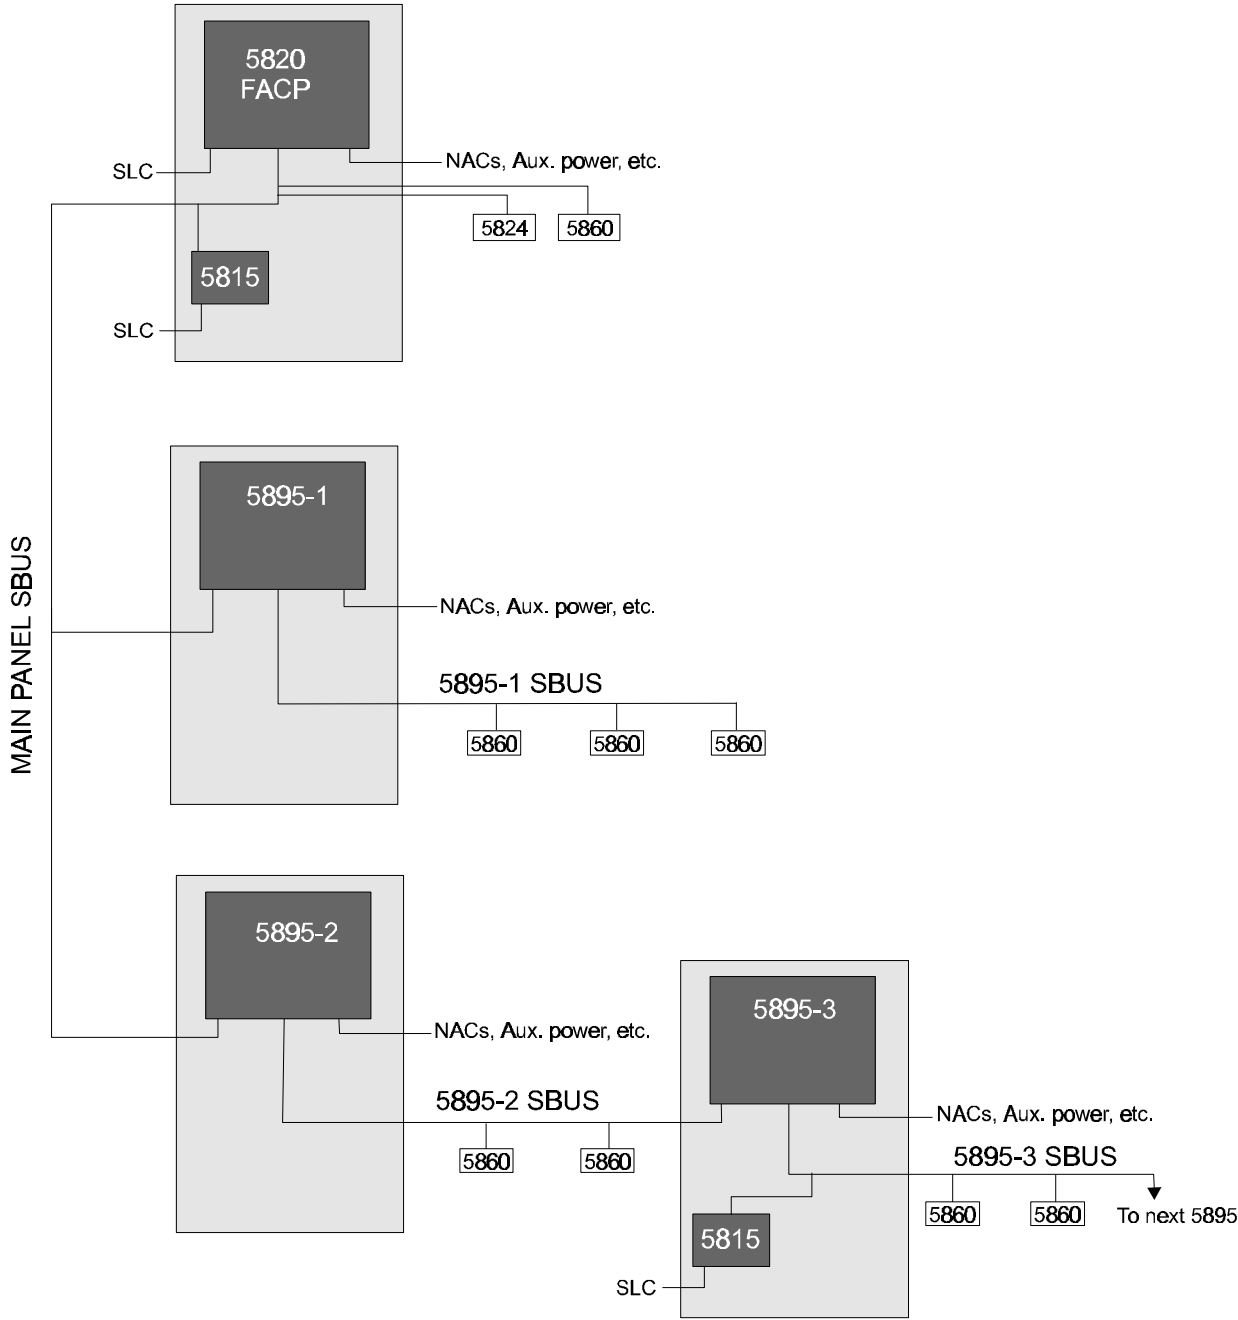 5820
FACP
SLC
NACs, Aux. power, etc.
5824
5860
5815
SLC
MAIN PANEL SBUS
5895-1
NACs, Aux. power, etc.
5895-1 SBUS
5860
5860
5860
5895-2
NACs, Aux. power, etc.
5895-2 SBUS
5860
5860
5895-3
NACs, Aux. power, etc.
5895-3 SBUS
5860
5860
To next 5895
5815
SLC